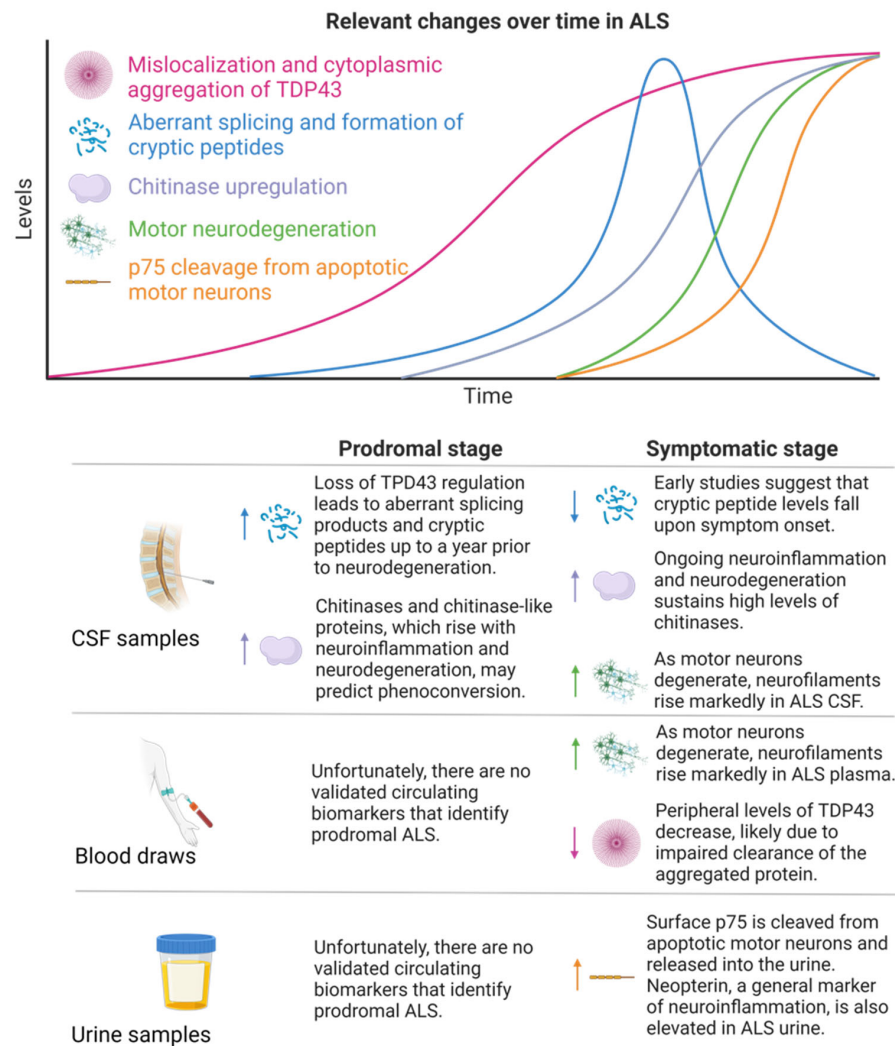 Relevant changes over time in ALS
Mislocalization and cytoplasmic
aggregation of TDP43
Aberrant splicing and formation of
cryptic peptides
Chitinase upregulation
Motor neurodegeneration
p75 cleavage from apoptotic
motor neurons
Levels
Time
Prodromal stage
Symptomatic stage
CSF samples
Loss of TPD43 regulation
leads to aberrant splicing
products and cryptic
peptides up to a year prior
to neurodegeneration.
Chitinases and chitinase-like
proteins, which rise with
neuroinflammation and
neurodegeneration, may
predict phenoconversion.
Early studies suggest that
cryptic peptide levels fall
upon symptom onset.
Ongoing neuroinflammation
and neurodegeneration
sustains high levels of
chitinases.
As motor neurons
degenerate, neurofilaments
rise markedly in ALS CSF.
Blood draws
Unfortunately, there are no
validated circulating
biomarkers that identify
prodromal ALS.
As motor neurons
degenerate, neurofilaments
rise markedly in ALS plasma.
Peripheral levels of TDP43
decrease, likely due to
impaired clearance of the
aggregated protein.
Urine samples
Unfortunately, there are no
validated circulating
biomarkers that identify
prodromal ALS.
Surface p75 is cleaved from
apoptotic motor neurons and
released into the urine.
Neopterin, a general marker
of neuroinflammation, is also
elevated in ALS urine.